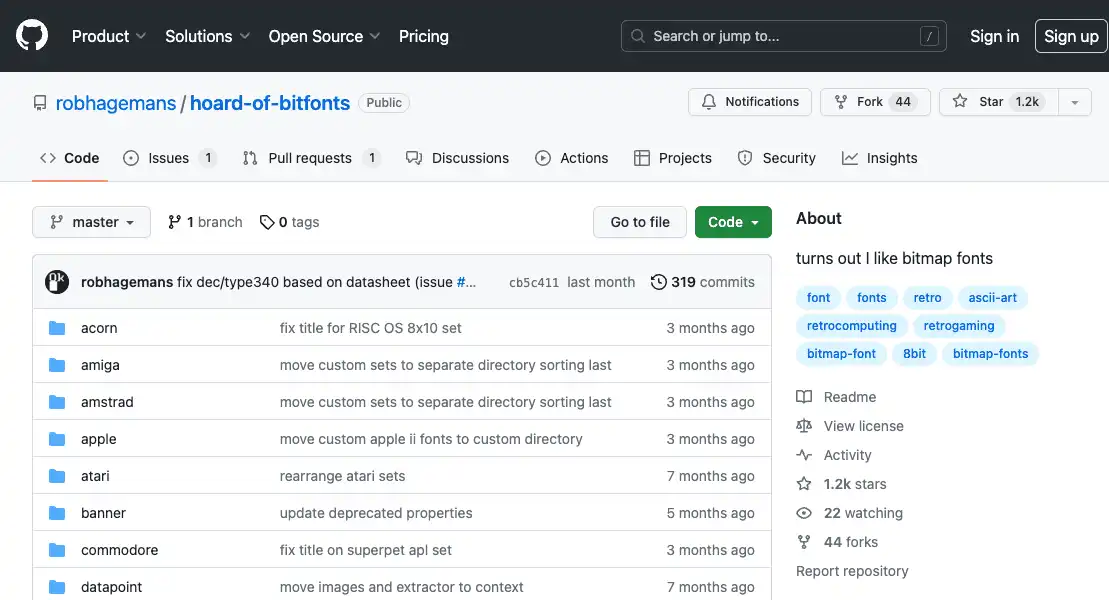 Product Solutions Open Source Pricing Search or jump to... / Sign in Sign up
robhagemans / hoard-of-bitfonts Public Notifications Fork 44 Star 1.2k
Code Issues 1 Pull requests 1 Discussions Actions Projects Security Insights
master 1 branch 0 tags Go to file Code
robhagemans fix dec/type340 based on datasheet (issue #... cb5c411 last month 319 commits
acorn fix title for RISC OS 8x10 set 3 months ago
amiga move custom sets to separate directory sorting last 3 months ago
amstrad move custom sets to separate directory sorting last 3 months ago
apple move custom apple ii fonts to custom directory 3 months ago
atari rearrange atari sets 7 months ago
banner update deprecated properties 5 months ago
commodore fix title on superpet apl set 3 months ago
datapoint move images and extractor to context 7 months ago
About
turns out I like bitmap fonts
font fonts retro ascii-art
retrocomputing retrogaming
bitmap-font 8bit bitmap-fonts
Readme
View license
Activity
1.2k stars
22 watching
44 forks
Report repository